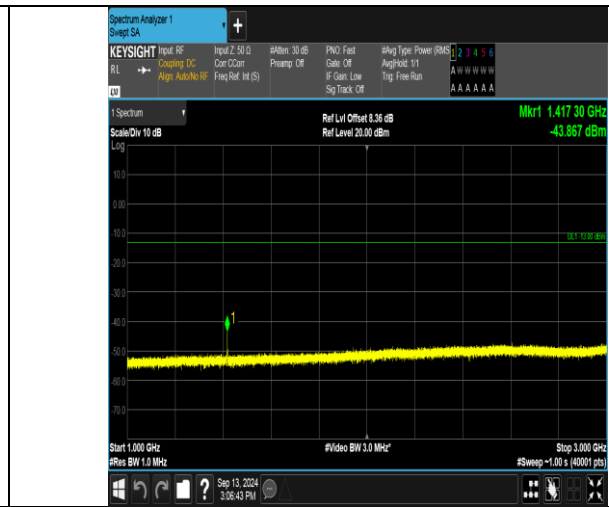 Spectrum Analyzer 1
Swept SA
+
KEYSIGHT Input: RF Input Z: 50 Ω #Atten: 30 dB PNO: Fast #Avg Type: Power (RMS 1 2 3 4 5 6
RL Coupling: DC Corr CCorr Preamp: Off Gate: Off Avg|Hold: 1/1 A W W W W W
Align: Auto/No RF Freq Ref: Int (S) IF Gain: Low Trig: Free Run
Sig Track: Off A A A A A A
LXI
1 Spectrum Ref Lvl Offset 8.36 dB Mkr1 1.417 30 GHz
Scale/Div 10 dB Ref Level 20.00 dBm -43.867 dBm
Log
10.0
0.00
-10.0 DL1 -13.00 dBm
-20.0
-30.0
1
-40.0
-50.0
-60.0
-70.0
Start 1.000 GHz #Video BW 3.0 MHz* Stop 3.000 GHz
#Res BW 1.0 MHz #Sweep ~1.00 s (40001 pts)
? Sep 13, 2024
3:06:43 PM